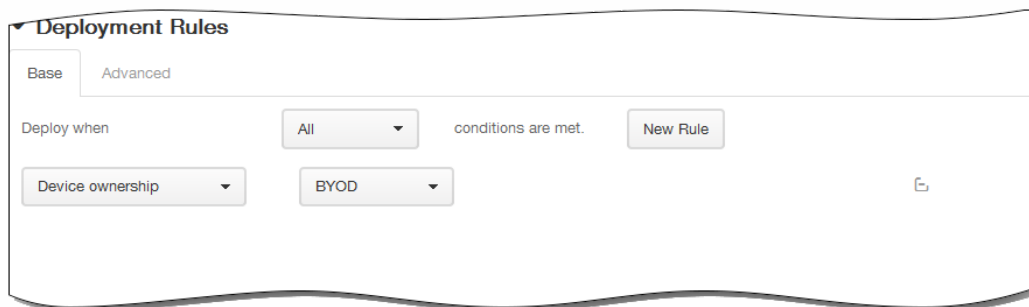 Deployment Rules
Base Advanced
Deploy when All conditions are met. New Rule
Device ownership BYOD